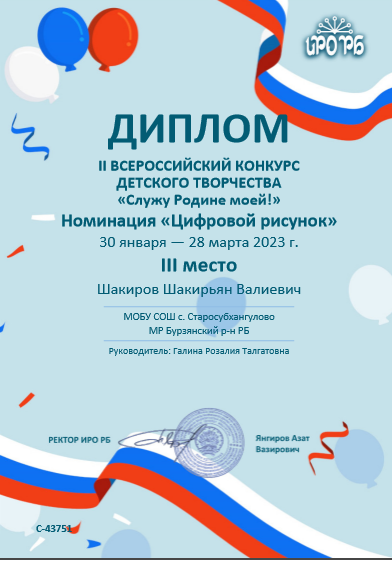 ИРО РБ
ДИПЛОМ
II ВСЕРОССИЙСКИЙ КОНКУРС
ДЕТСКОГО ТВОРЧЕСТВА
«Служу Родине моей!»
Номинация «Цифровой рисунок»
30 января — 28 марта 2023 г.
III место
Шакиров Шакирьян Валиевич
МОБУ СОШ с. Старосубхангулово
МР Бурзянский р-н РБ
Руководитель: Галина Розалия Талгатовна
РЕКТОР ИРО РБ
Янгиров Азат
Вазирович
С-43751